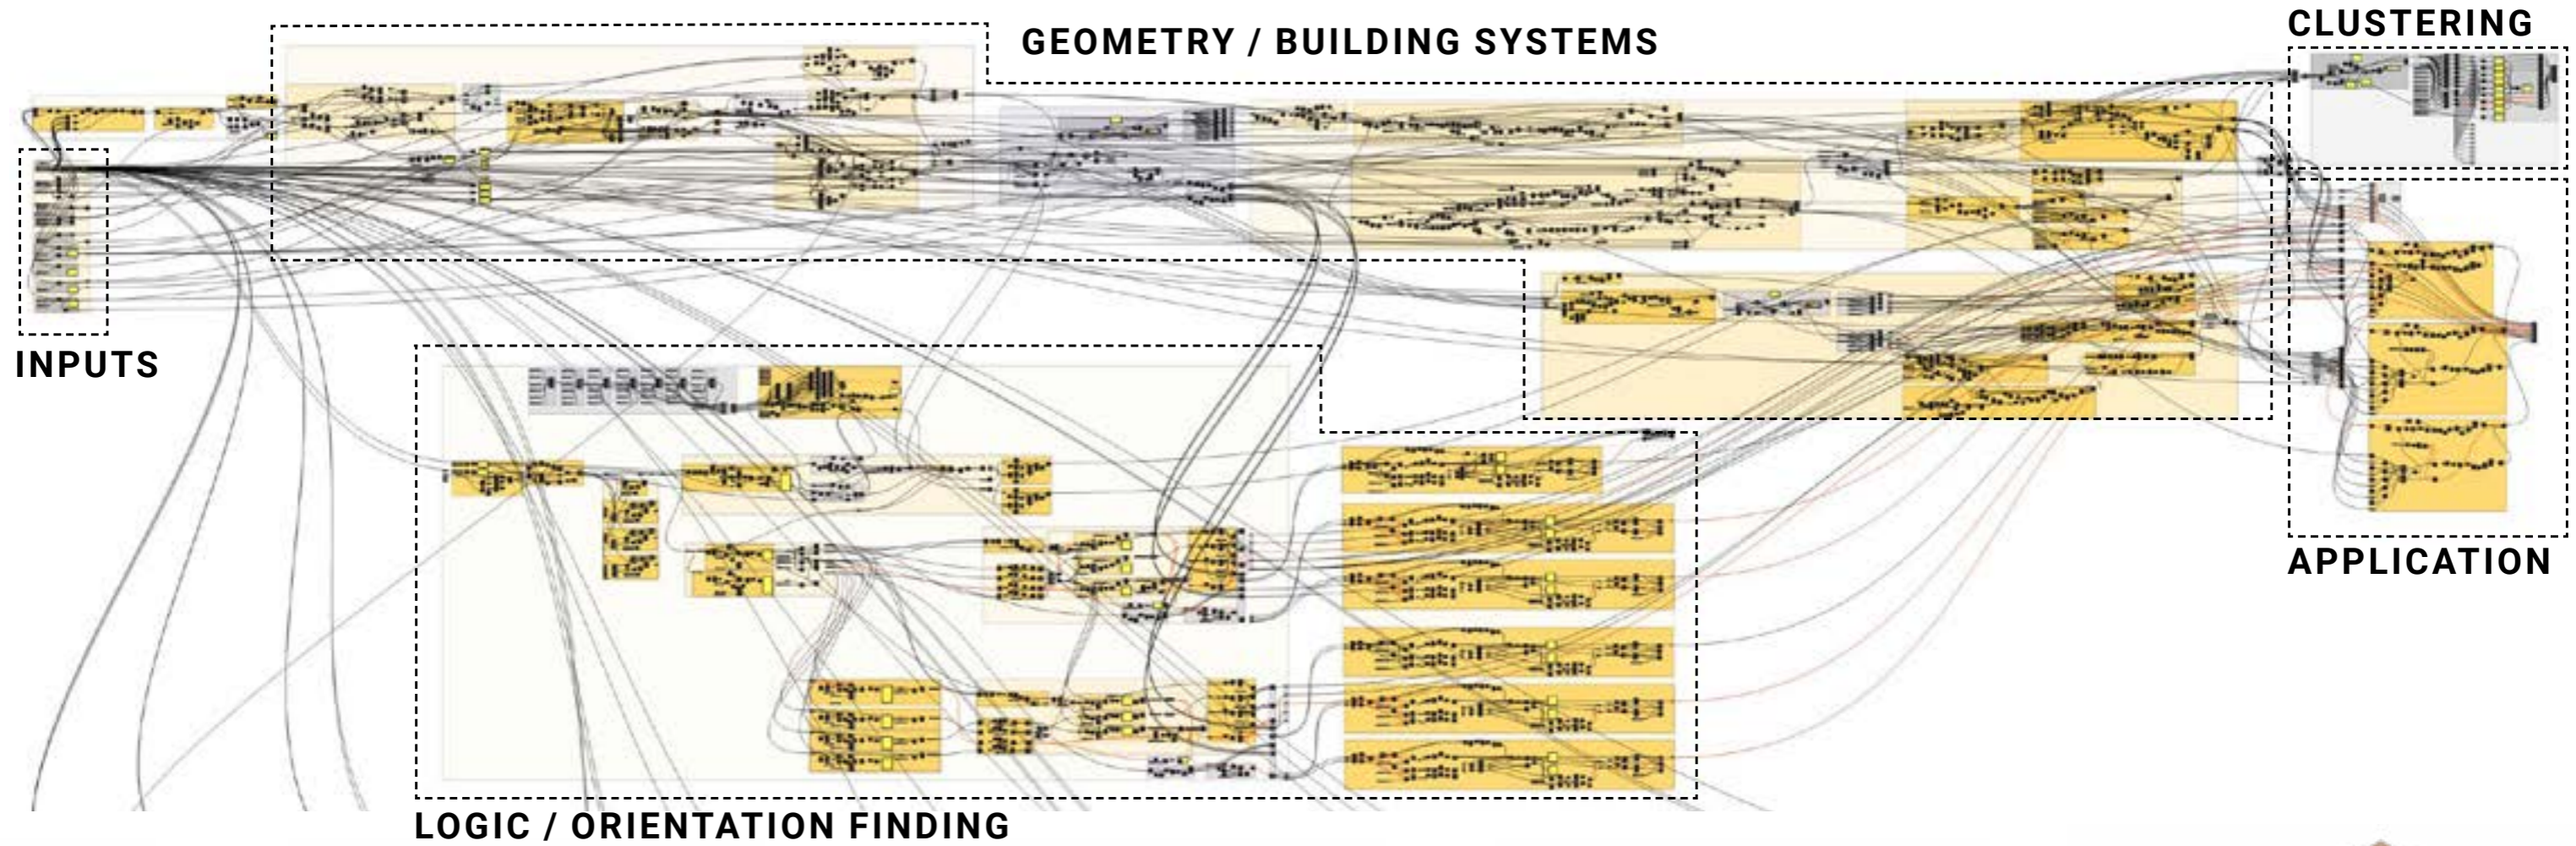 CLUSTERING
GEOMETRY / BUILDING SYSTEMS
INPUTS
APPLICATION
LOGIC / ORIENTATION FINDING